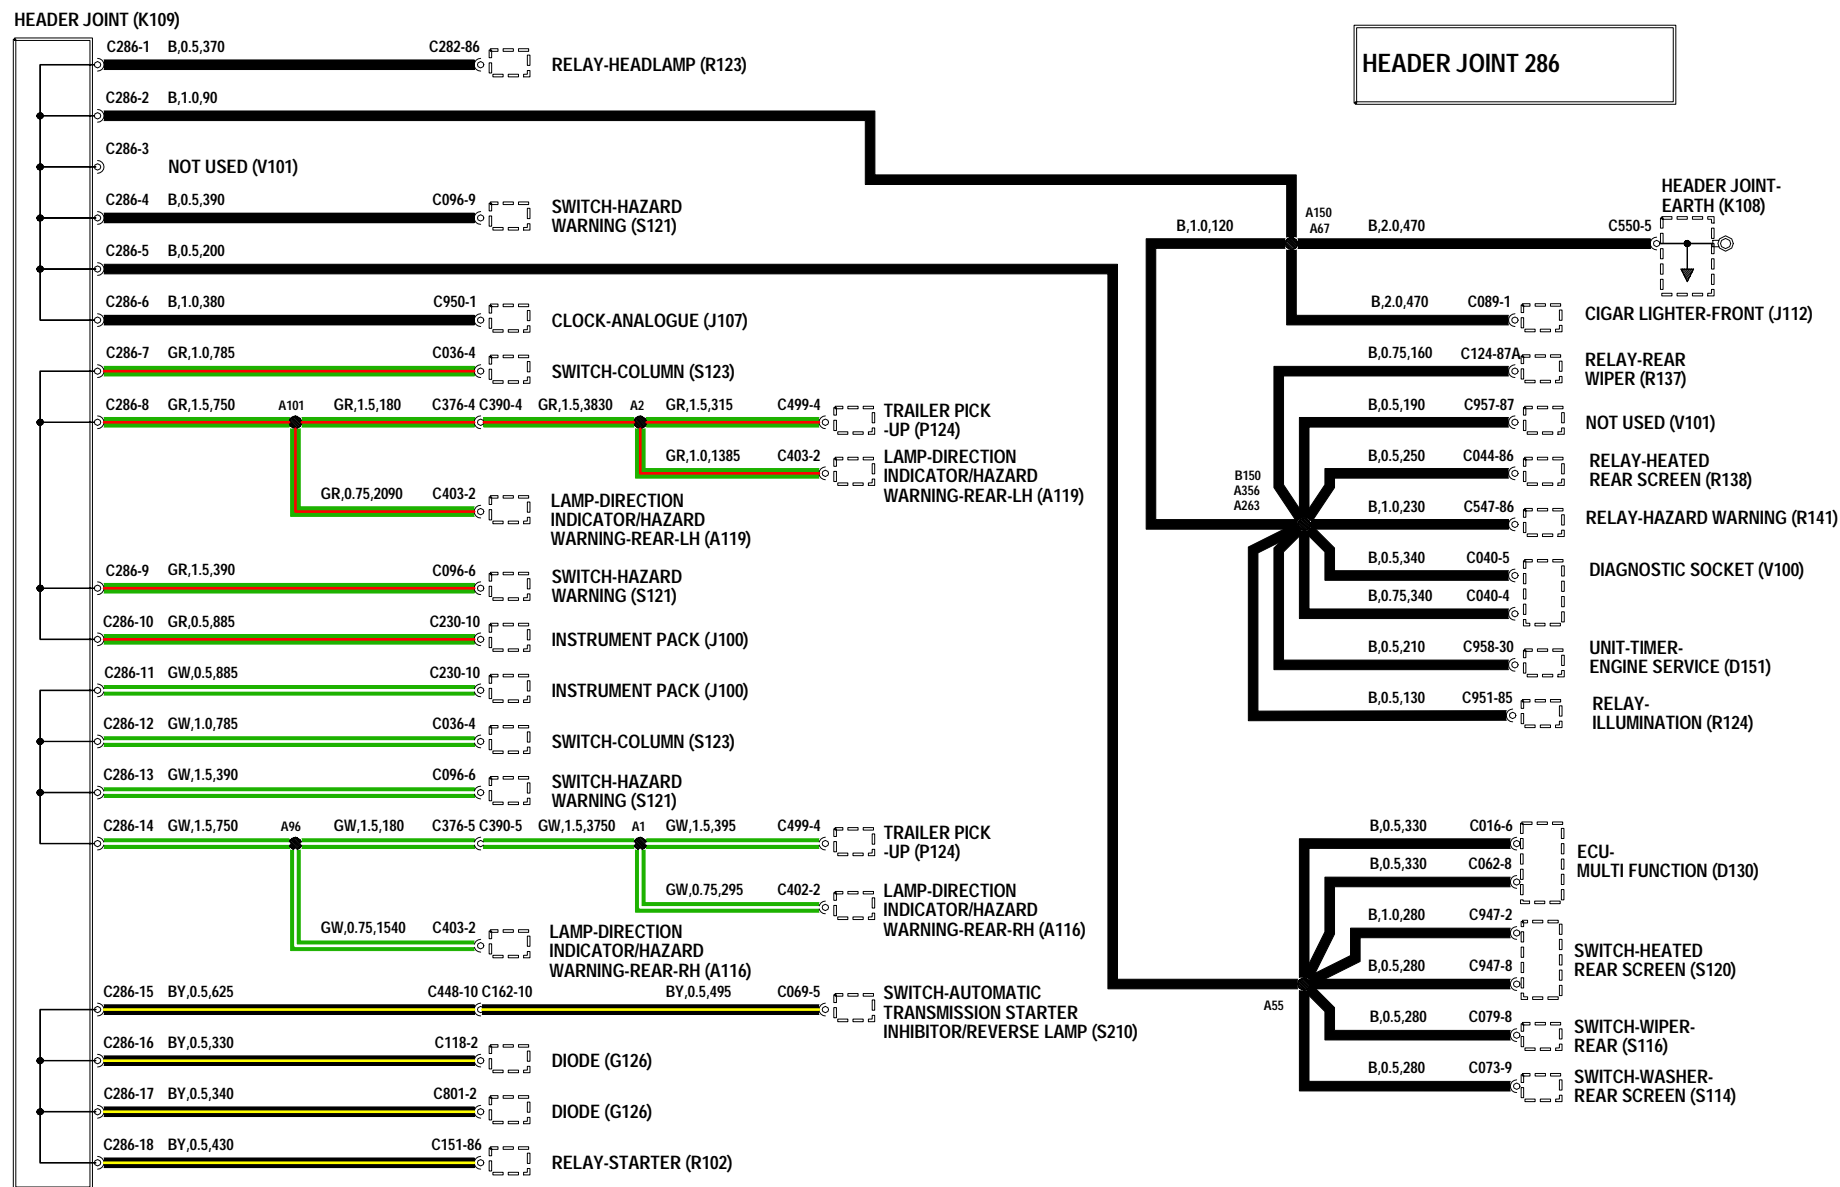 HEADER JOINT (K109)
HEADER JOINT 286
C286-1 B,0.5,370 C282-86
RELAY-HEADLAMP (R123)
C286-2 B,1.0,90
C286-3
NOT USED (V101)
C286-4 B,0.5,390 C096-9
SWITCH-HAZARD
WARNING (S121)
C286-5 B,0.5,200
C286-6 B,1.0,380 C950-1
CLOCK-ANALOGUE (J107)
C286-7 GR,1.0,785 C036-4
SWITCH-COLUMN (S123)
C286-8 GR,1.5,750 A101 GR,1.5,180 C376-4 C390-4 GR,1.5,3830 A2 GR,1.5,315 C499-4
TRAILER PICK
-UP (P124)
GR,1.0,1385 C403-2
LAMP-DIRECTION
INDICATOR/HAZARD
WARNING-REAR-LH (A119)
GR,0.75,2090 C403-2
LAMP-DIRECTION
INDICATOR/HAZARD
WARNING-REAR-LH (A119)
C286-9 GR,1.5,390 C096-6
SWITCH-HAZARD
WARNING (S121)
C286-10 GR,0.5,885 C230-10
INSTRUMENT PACK (J100)
C286-11 GW,0.5,885 C230-10
INSTRUMENT PACK (J100)
C286-12 GW,1.0,785 C036-4
SWITCH-COLUMN (S123)
C286-13 GW,1.5,390 C096-6
SWITCH-HAZARD
WARNING (S121)
C286-14 GW,1.5,750 A96 GW,1.5,180 C376-5 C390-5 GW,1.5,3750 A1 GW,1.5,395 C499-4
TRAILER PICK
-UP (P124)
GW,0.75,295 C402-2
LAMP-DIRECTION
INDICATOR/HAZARD
WARNING-REAR-RH (A116)
GW,0.75,1540 C403-2
LAMP-DIRECTION
INDICATOR/HAZARD
WARNING-REAR-RH (A116)
C286-15 BY,0.5,625 C448-10 C162-10 BY,0.5,495 C069-5
SWITCH-AUTOMATIC
TRANSMISSION STARTER
INHIBITOR/REVERSE LAMP (S210)
C286-16 BY,0.5,330 C118-2
DIODE (G126)
C286-17 BY,0.5,340 C801-2
DIODE (G126)
C286-18 BY,0.5,430 C151-86
RELAY-STARTER (R102)
HEADER JOINT-
EARTH (K108)
B,1.0,120
A150
A67
B,2.0,470 C550-5
B,2.0,470 C089-1
CIGAR LIGHTER-FRONT (J112)
B,0.75,160 C124-87A
RELAY-REAR
WIPER (R137)
B,0.5,190 C957-87
NOT USED (V101)
B150
A356
A263
B,0.5,250 C044-86
RELAY-HEATED
REAR SCREEN (R138)
B,1.0,230 C547-86
RELAY-HAZARD WARNING (R141)
B,0.5,340 C040-5
DIAGNOSTIC SOCKET (V100)
B,0.75,340 C040-4
B,0.5,210 C958-30
UNIT-TIMER-
ENGINE SERVICE (D151)
B,0.5,130 C951-85
RELAY-
ILLUMINATION (R124)
B,0.5,330 C016-6
ECU-
MULTI FUNCTION (D130)
B,0.5,330 C062-8
B,1.0,280 C947-2
SWITCH-HEATED
REAR SCREEN (S120)
B,0.5,280 C947-8
A55
B,0.5,280 C079-8
SWITCH-WIPER-
REAR (S116)
B,0.5,280 C073-9
SWITCH-WASHER-
REAR SCREEN (S114)